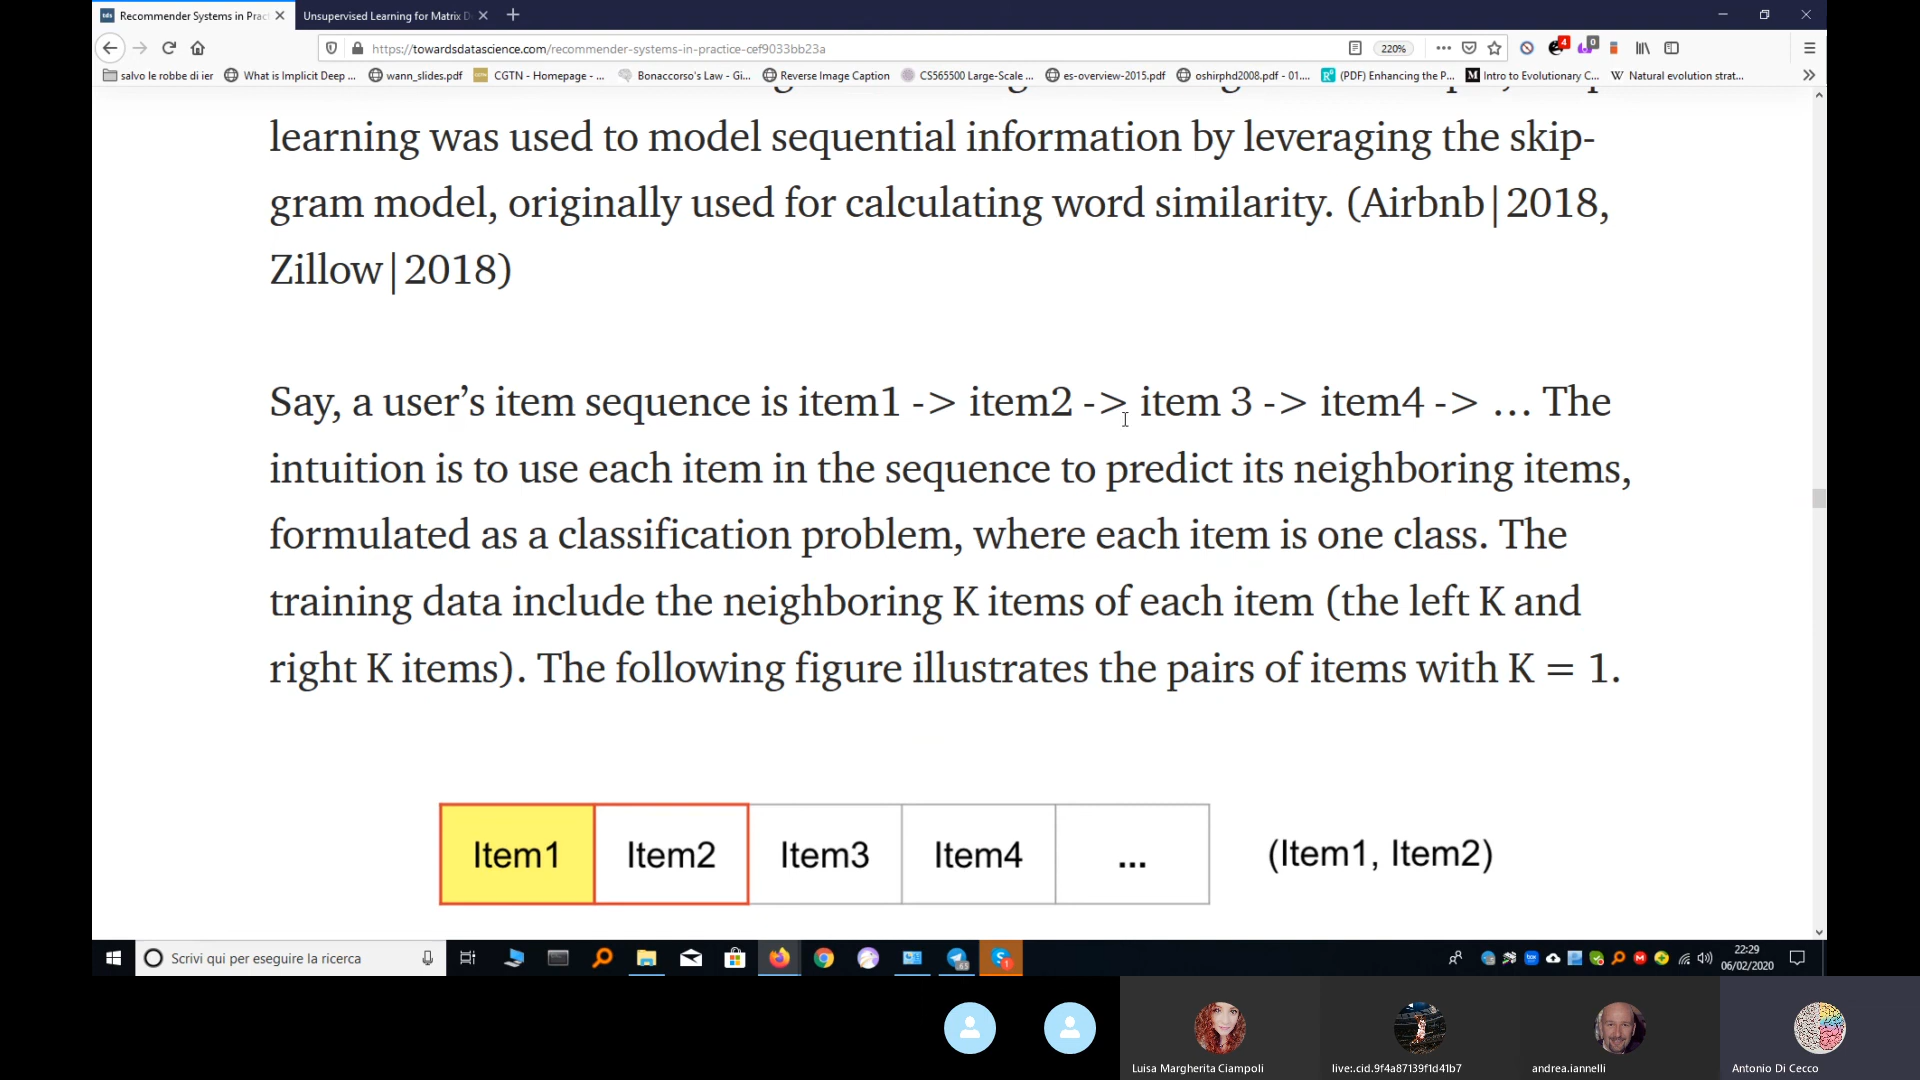 Recommender Systems in Prac
Unsupervised Learning for Matrix D
https://towardsdatascience.com/recommender-systems-in-practice-cef9033bb23a
220%
4
0
salvo le robbe di ier
What is Implicit Deep ...
wann_slides.pdf
CGTN - Homepage - ...
Bonaccorso's Law - Gi...
Reverse Image Caption
CS565500 Large-Scale ...
es-overview-2015.pdf
oshirphd2008.pdf - 01....
(PDF) Enhancing the P...
Intro to Evolutionary C...
Natural evolution strat...
learning was used to model sequential information by leveraging the skip-
gram model, originally used for calculating word similarity. (Airbnb|2018,
Zillow|2018)
Say, a user’s item sequence is item1 -> item2 -> item 3 -> item4 -> … The
intuition is to use each item in the sequence to predict its neighboring items,
formulated as a classification problem, where each item is one class. The
training data include the neighboring K items of each item (the left K and
right K items). The following figure illustrates the pairs of items with K = 1.
Item1 Item2 Item3 Item4 ... (Item1, Item2)
Scrivi qui per eseguire la ricerca
22:29
06/02/2020
Luisa Margherita Ciampoli
live:.cid.9f4a87139f1d41b7
andrea.iannelli
Antonio Di Cecco